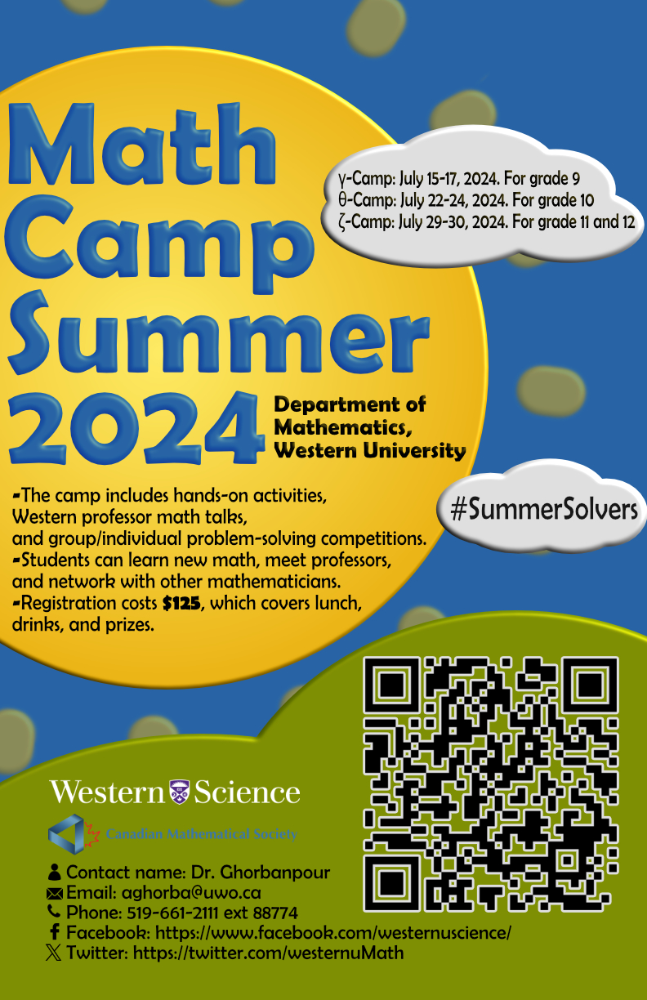 Math
Camp
Summer
2024
γ-Camp: July 15-17, 2024. For grade 9
θ-Camp: July 22-24, 2024. For grade 10
ζ-Camp: July 29-30, 2024. For grade 11 and 12
Department of
Mathematics,
Western University
#SummerSolvers
-The camp includes hands-on activities,
Western professor math talks,
and group/individual problem-solving competitions.
-Students can learn new math, meet professors,
and network with other mathematicians.
-Registration costs $125, which covers lunch,
drinks, and prizes.
Western Science
Canadian Mathematical Society
Contact name: Dr. Ghorbanpour
Email: aghorba@uwo.ca
Phone: 519-661-2111 ext 88774
Facebook: https://www.facebook.com/westernuscience/
Twitter: https://twitter.com/westernuMath